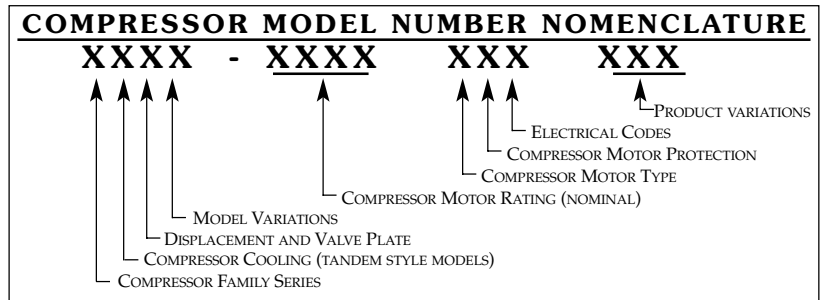 COMPRESSOR MODEL NUMBER NOMENCLATURE
XXXX - XXXX XXX XXX
PRODUCT VARIATIONS
ELECTRICAL CODES
COMPRESSOR MOTOR PROTECTION
COMPRESSOR MOTOR TYPE
COMPRESSOR MOTOR RATING (NOMINAL)
MODEL VARIATIONS
DISPLACEMENT AND VALVE PLATE
COMPRESSOR COOLING (TANDEM STYLE MODELS)
COMPRESSOR FAMILY SERIES